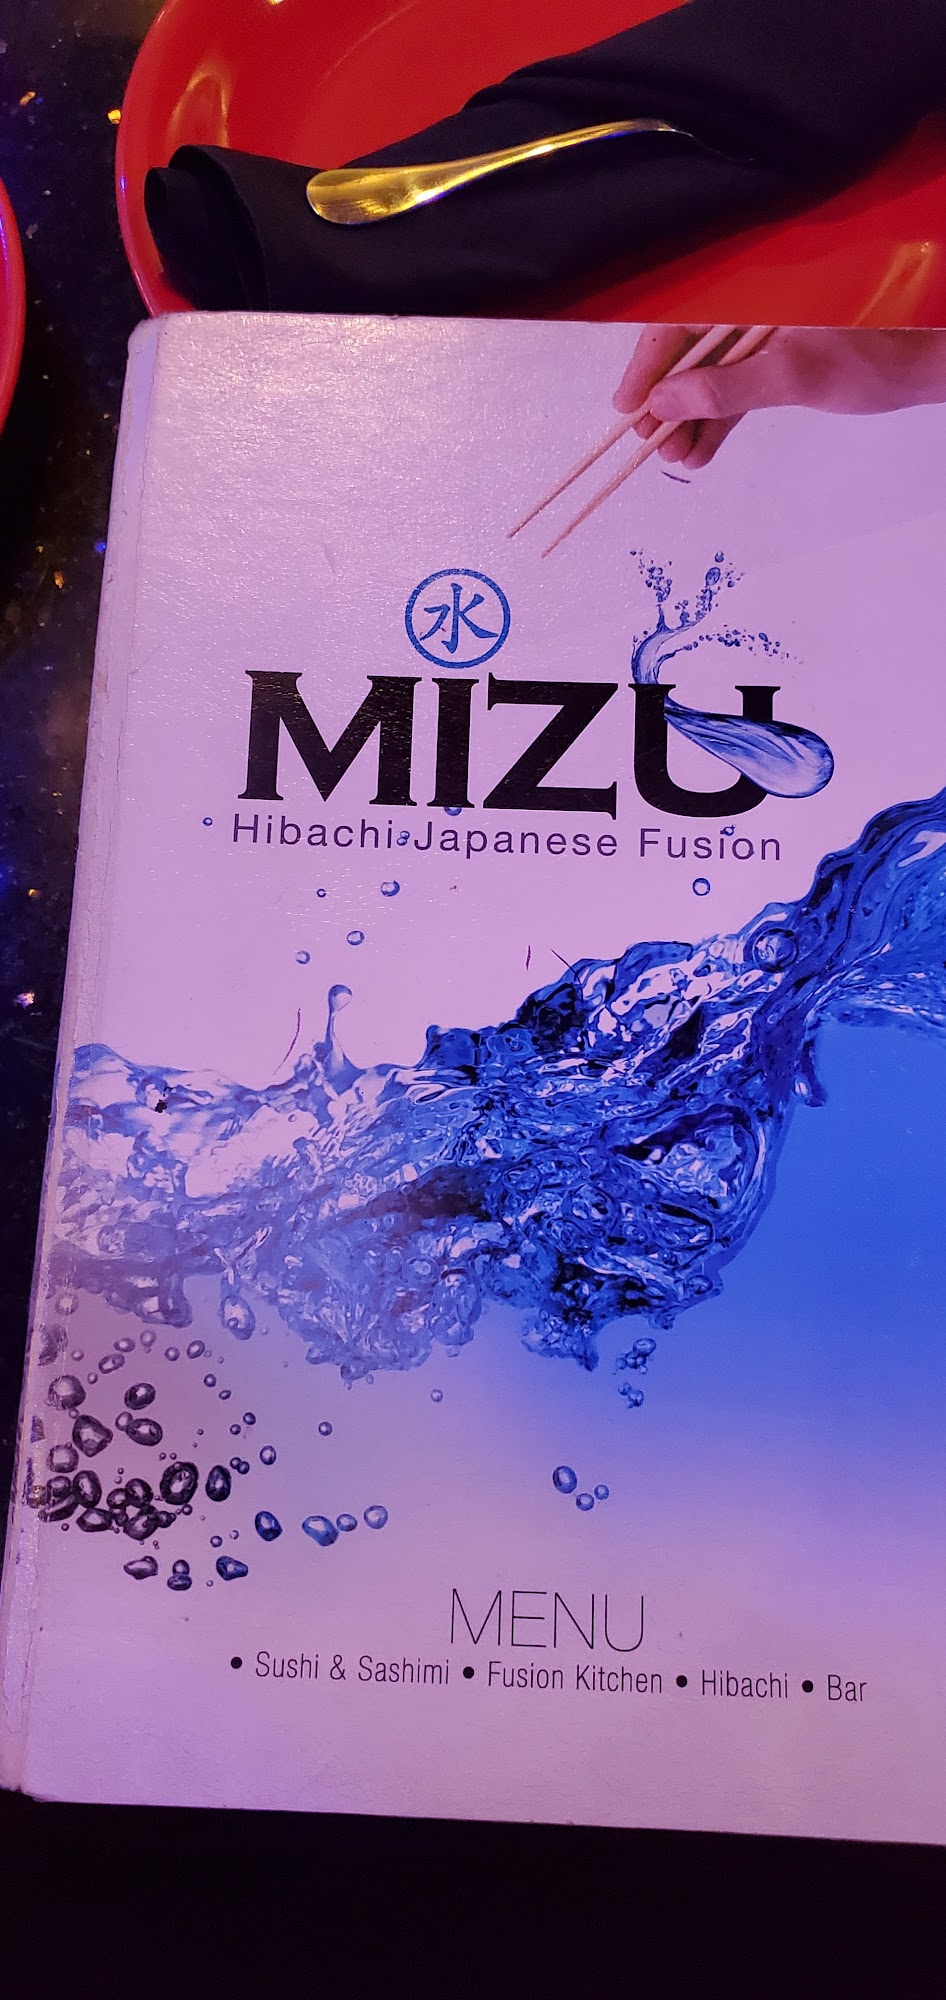 水
MIZU
Hibachi Japanese Fusion
MENU
• Sushi & Sashimi • Fusion Kitchen • Hibachi • Bar